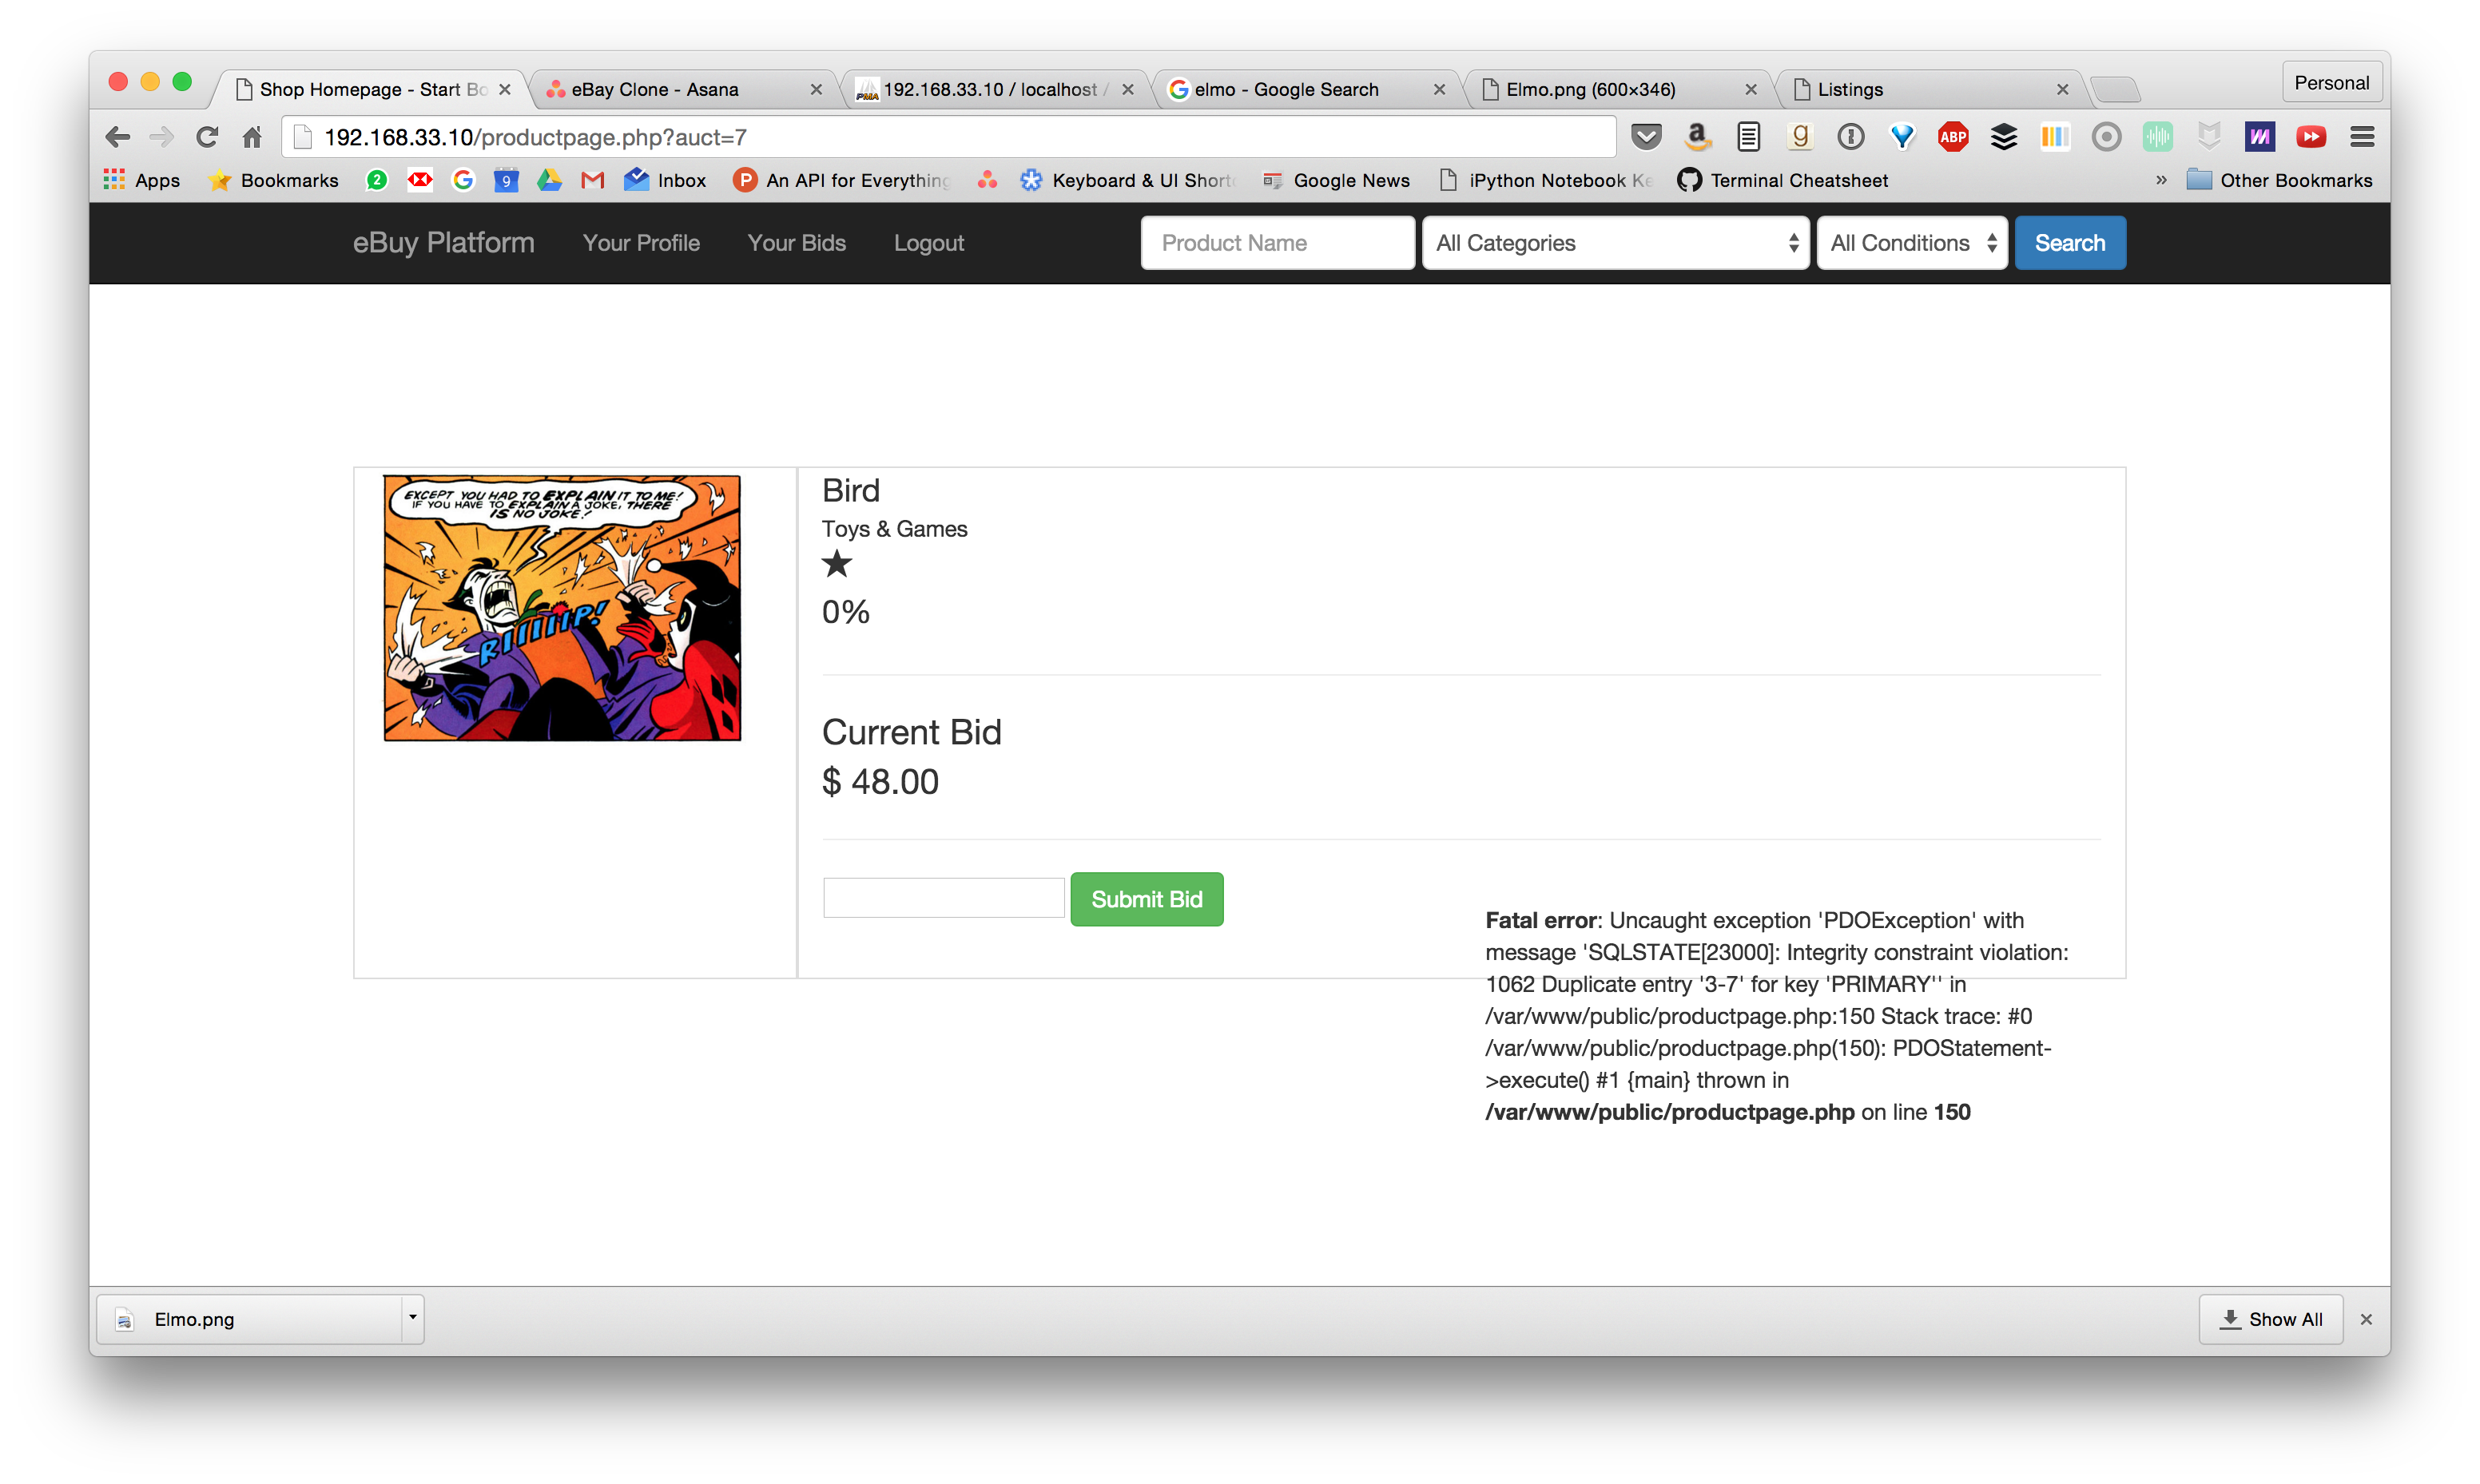 Shop Homepage - Start Bo
eBay Clone - Asana
192.168.33.10 / localhost /
elmo - Google Search
Elmo.png (600×346)
Listings
Personal
192.168.33.10/productpage.php?auct=7
Apps
Bookmarks
2
9
Inbox
An API for Everything
Keyboard & UI Shortc
Google News
iPython Notebook Ke
Terminal Cheatsheet
»
Other Bookmarks
eBuy Platform
Your Profile
Your Bids
Logout
Product Name
All Categories
All Conditions
Search
EXCEPT YOU HAD TO EXPLAIN IT TO ME!
IF YOU HAVE TO EXPLAIN A JOKE, THERE
IS NO JOKE!
RIIIIIIP!
Bird
Toys & Games
★
0%
Current Bid
$ 48.00
Submit Bid
Fatal error: Uncaught exception 'PDOException' with
message 'SQLSTATE[23000]: Integrity constraint violation:
1062 Duplicate entry '3-7' for key 'PRIMARY'' in
/var/www/public/productpage.php:150 Stack trace: #0
/var/www/public/productpage.php(150): PDOStatement-
>execute() #1 {main} thrown in
/var/www/public/productpage.php on line 150
Elmo.png
Show All